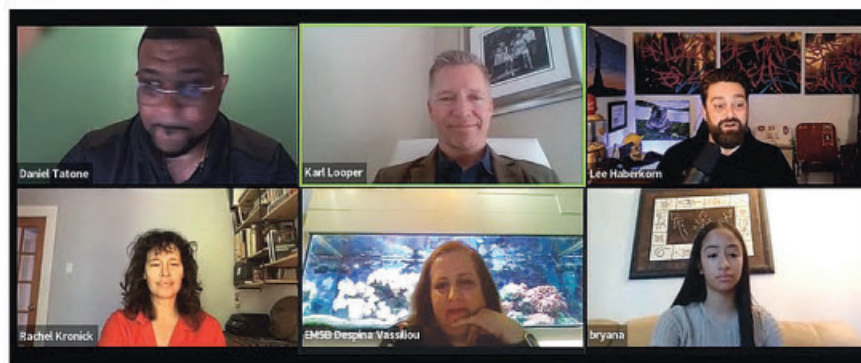 Daniel Tatone
Karl Looper
Lee Haberkorn
Rachel Kronick
EMSB Despina Vassiliou
bryana